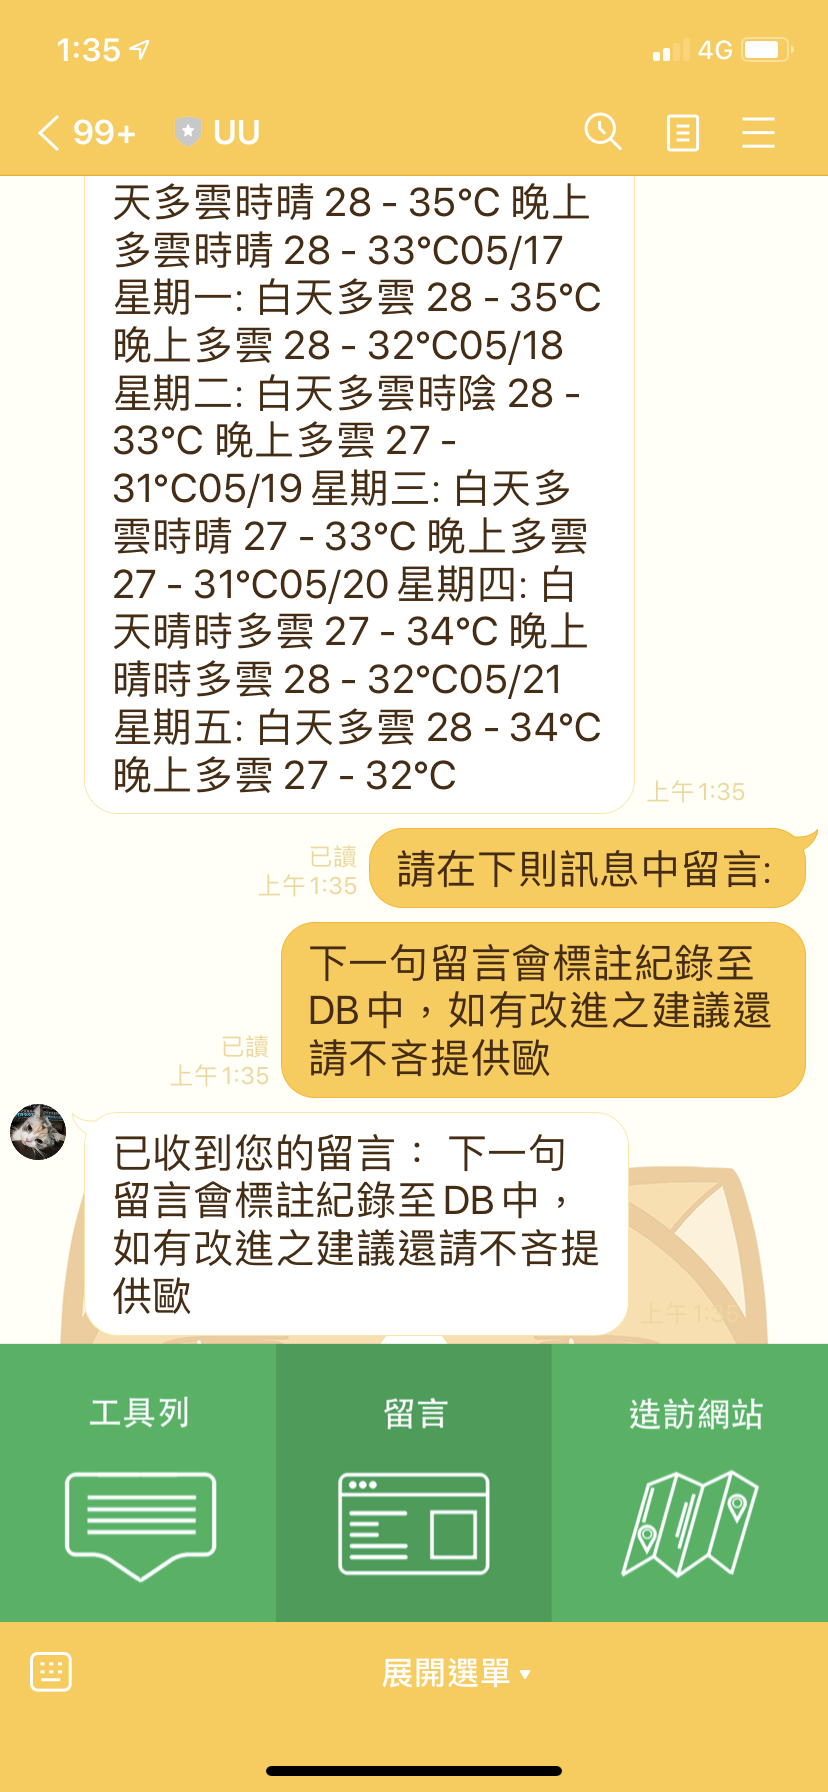 1:35
4G
99+
UU
天多雲時晴 28 - 35°C 晚上
多雲時晴 28 - 33°C05/17
星期一: 白天多雲 28 - 35°C
晚上多雲 28 - 32°C05/18
星期二: 白天多雲時陰 28 -
33°C 晚上多雲 27 -
31°C05/19 星期三: 白天多
雲時晴 27 - 33°C 晚上多雲
27 - 31°C05/20 星期四: 白
天晴時多雲 27 - 34°C 晚上
晴時多雲 28 - 32°C05/21
星期五: 白天多雲 28 - 34°C
晚上多雲 27 - 32°C
上午 1:35
已讀
上午 1:35
請在下則訊息中留言:
下一句留言會標註紀錄至
DB中，如有改進之建議還
請不吝提供歐
已讀
上午 1:35
已收到您的留言： 下一句
留言會標註紀錄至DB中，
如有改進之建議還請不吝提
供歐
上午 1:35
工具列
留言
造訪網站
展開選單